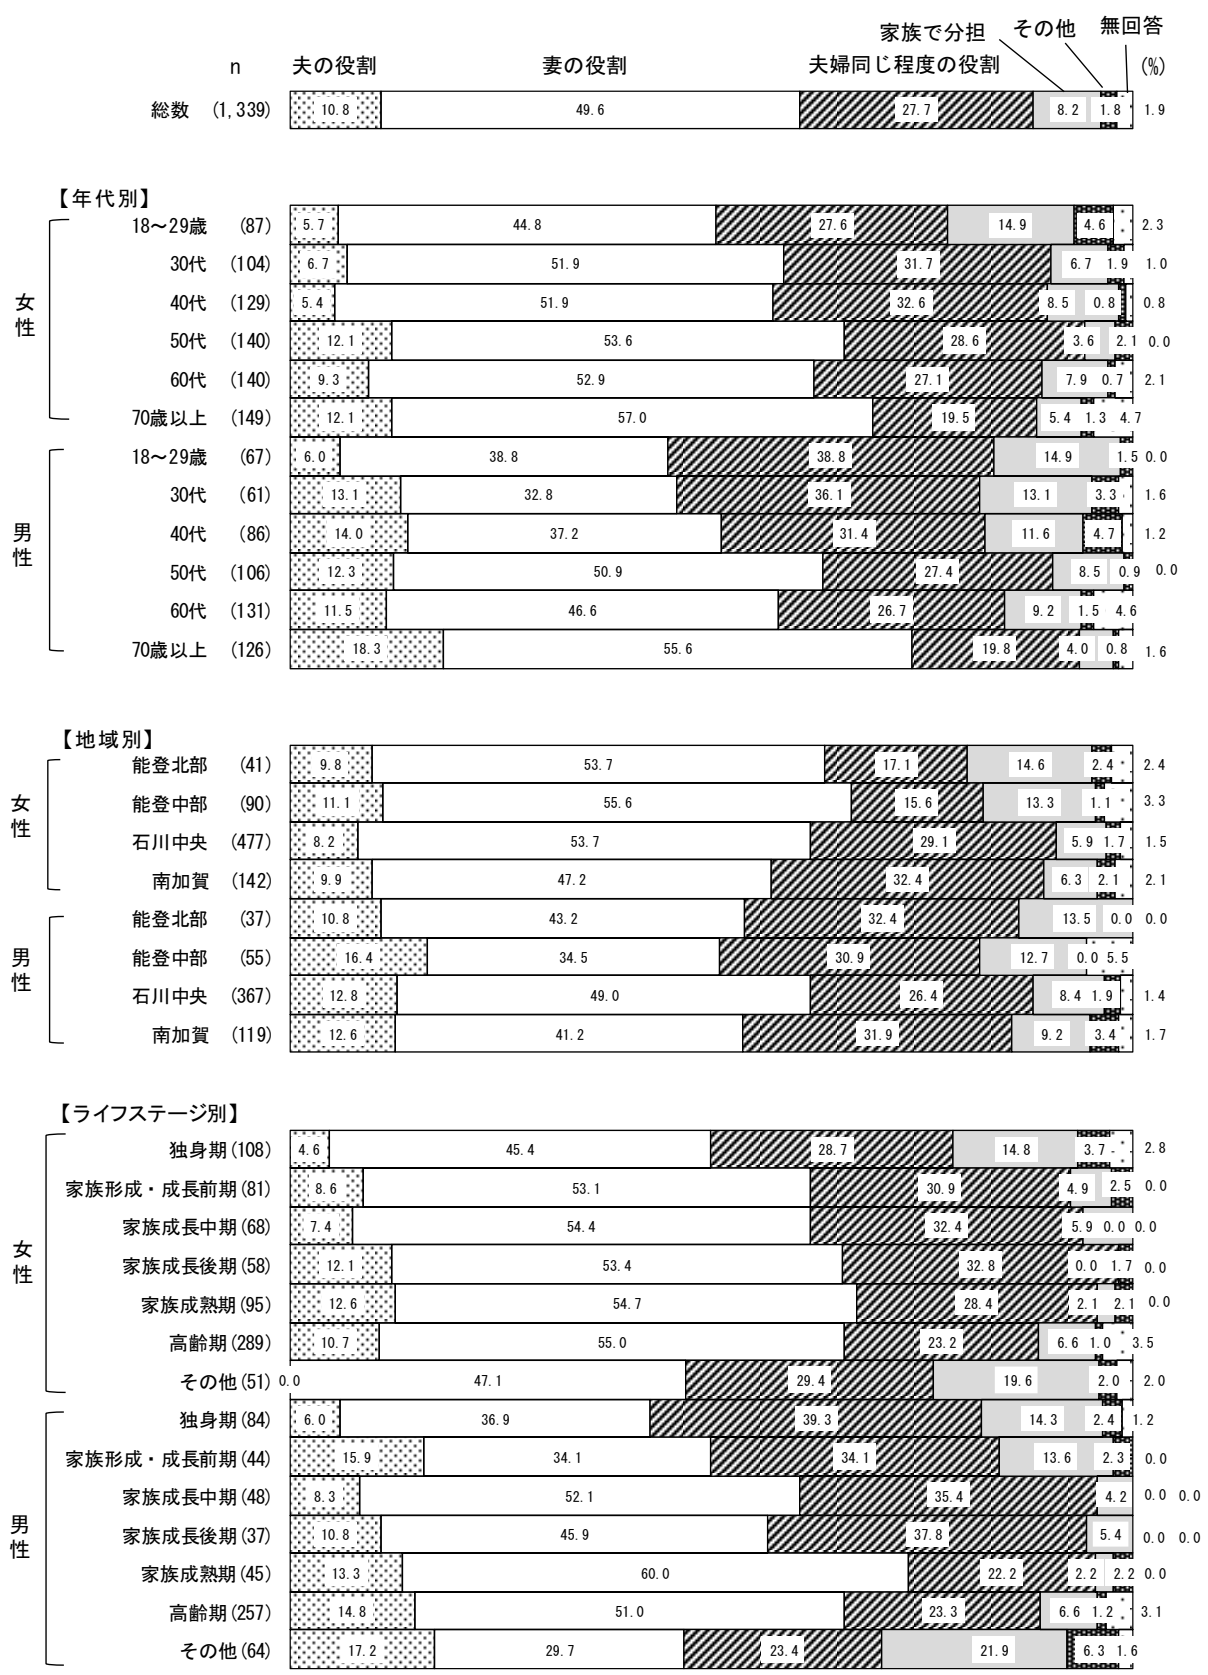 家族で分担 その他 無回答
n 夫の役割 妻の役割 夫婦同じ程度の役割 (%)
総数 (1,339) 10.8 49.6 27.7 8.2 1.8 1.9
【年代別】
女性
18～29歳 (87) 5.7 44.8 27.6 14.9 4.6 2.3
30代 (104) 6.7 51.9 31.7 6.7 1.9 1.0
40代 (129) 5.4 51.9 32.6 8.5 0.8 0.8
50代 (140) 12.1 53.6 28.6 3.6 2.1 0.0
60代 (140) 9.3 52.9 27.1 7.9 0.7 2.1
70歳以上 (149) 12.1 57.0 19.5 5.4 1.3 4.7
男性
18～29歳 (67) 6.0 38.8 38.8 14.9 1.5 0.0
30代 (61) 13.1 32.8 36.1 13.1 3.3 1.6
40代 (86) 14.0 37.2 31.4 11.6 4.7 1.2
50代 (106) 12.3 50.9 27.4 8.5 0.9 0.0
60代 (131) 11.5 46.6 26.7 9.2 1.5 4.6
70歳以上 (126) 18.3 55.6 19.8 4.0 0.8 1.6
【地域別】
女性
能登北部 (41) 9.8 53.7 17.1 14.6 2.4 2.4
能登中部 (90) 11.1 55.6 15.6 13.3 1.1 3.3
石川中央 (477) 8.2 53.7 29.1 5.9 1.7 1.5
南加賀 (142) 9.9 47.2 32.4 6.3 2.1 2.1
男性
能登北部 (37) 10.8 43.2 32.4 13.5 0.0 0.0
能登中部 (55) 16.4 34.5 30.9 12.7 0.0 5.5
石川中央 (367) 12.8 49.0 26.4 8.4 1.9 1.4
南加賀 (119) 12.6 41.2 31.9 9.2 3.4 1.7
【ライフステージ別】
女性
独身期(108) 4.6 45.4 28.7 14.8 3.7 2.8
家族形成・成長前期(81) 8.6 53.1 30.9 4.9 2.5 0.0
家族成長中期(68) 7.4 54.4 32.4 5.9 0.0 0.0
家族成長後期(58) 12.1 53.4 32.8 0.0 1.7 0.0
家族成熟期(95) 12.6 54.7 28.4 2.1 2.1 0.0
高齢期(289) 10.7 55.0 23.2 6.6 1.0 3.5
その他(51) 0.0 47.1 29.4 19.6 2.0 2.0
男性
独身期(84) 6.0 36.9 39.3 14.3 2.4 1.2
家族形成・成長前期(44) 15.9 34.1 34.1 13.6 2.3 0.0
家族成長中期(48) 8.3 52.1 35.4 4.2 0.0 0.0
家族成長後期(37) 10.8 45.9 37.8 5.4 0.0 0.0
家族成熟期(45) 13.3 60.0 22.2 2.2 2.2 0.0
高齢期(257) 14.8 51.0 23.3 6.6 1.2 3.1
その他(64) 17.2 29.7 23.4 21.9 6.3 1.6